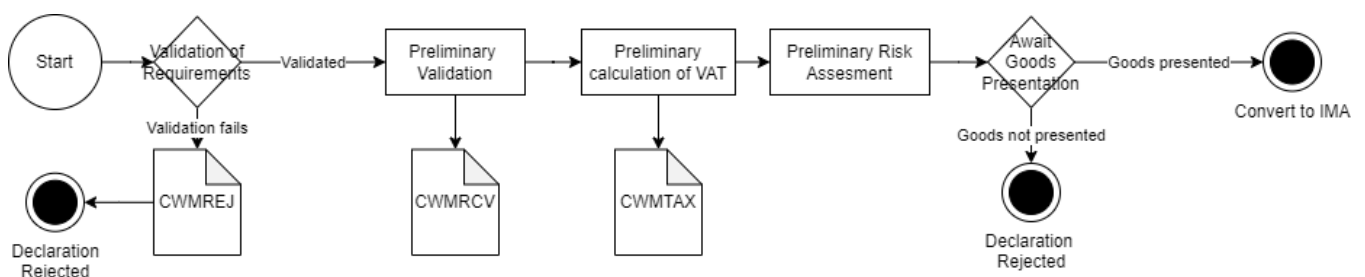 Start
Validation of
Requirements
Validated
Preliminary
Validation
Preliminary
calculation of VAT
Preliminary Risk
Assesment
Await
Goods
Presentation
Goods presented
Convert to IMA
Validation fails
Goods not presented
CWMREJ
CWMRCV
CWMTAX
Declaration
Rejected
Declaration
Rejected